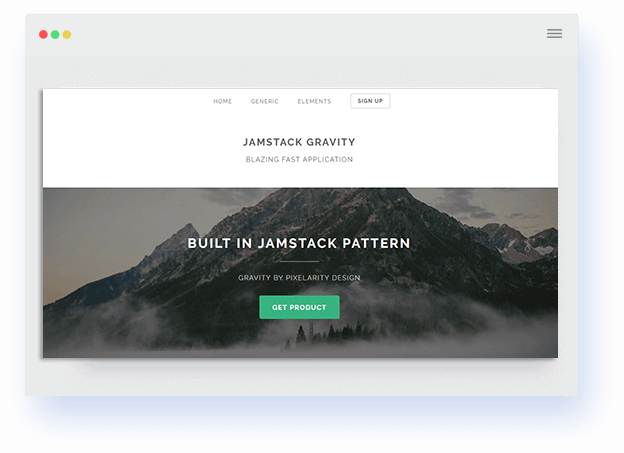 HOME GENERIC ELEMENTS SIGN UP
JAMSTACK GRAVITY
BLAZING FAST APPLICATION
BUILT IN JAMSTACK PATTERN
GRAVITY BY PIXELARITY DESIGN
GET PRODUCT